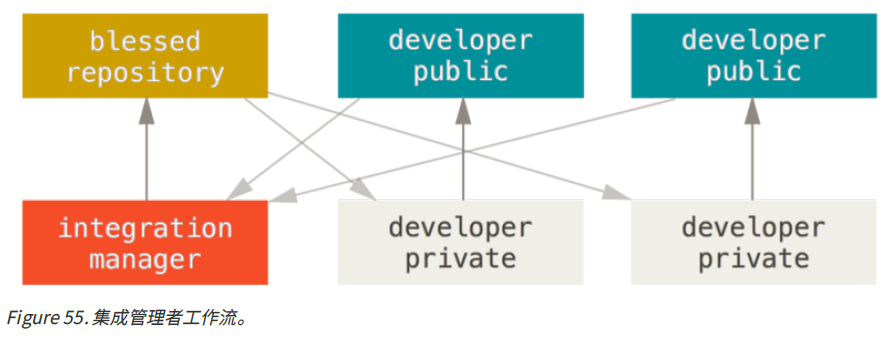 blessed
repository
developer
public
developer
public
integration
manager
developer
private
developer
private
Figure 55. 集成管理者工作流。